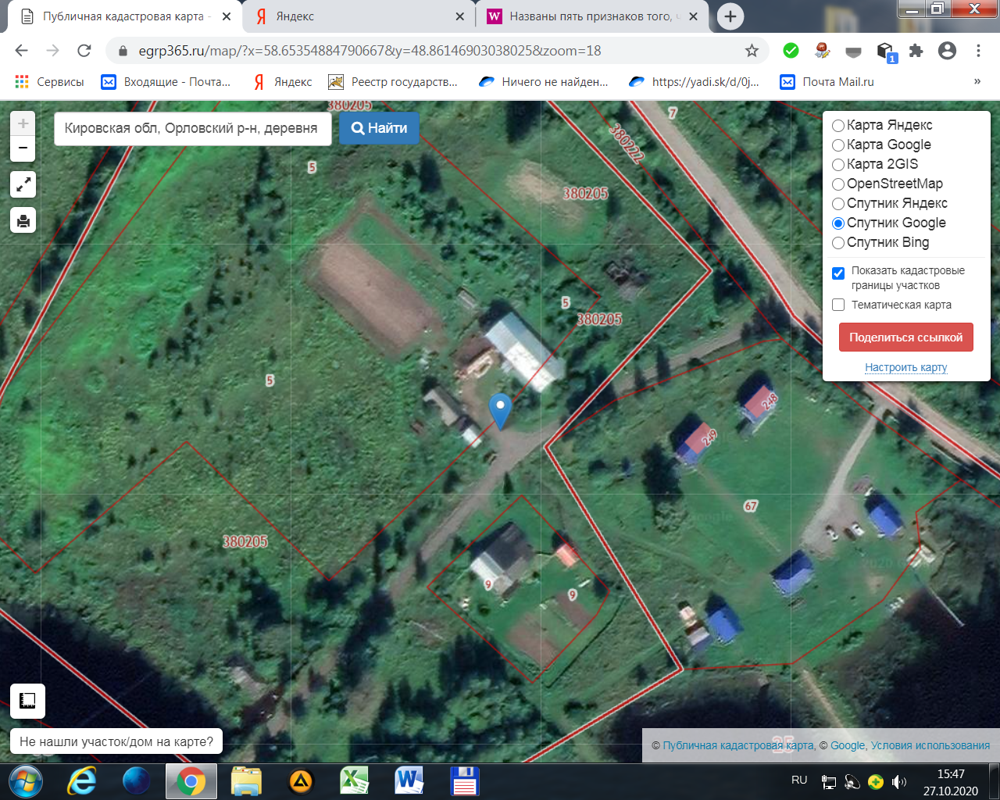 Публичная кадастровая карта -
Яндекс
Названы пять признаков того, ч
egrp365.ru/map/?x=58.65354884790667&y=48.86146903038025&zoom=18
Сервисы
Входящие - Почта...
Яндекс
Реестр государств...
Ничего не найден...
https://yadi.sk/d/0j...
Почта Mail.ru
»
1
+
−
Кировская обл, Орловский р-н, деревня
Найти
Карта Яндекс
Карта Google
Карта 2GIS
OpenStreetMap
Спутник Яндекс
Спутник Google
Спутник Bing
Показать кадастровые
границы участков
Тематическая карта
Поделиться ссылкой
Настроить карту
380205
7
380222
5
380205
5
380205
5
248
249
67
380205
9
9
25
Не нашли участок/дом на карте?
© Публичная кадастровая карта, © Google, Условия использования
RU
15:47
27.10.2020